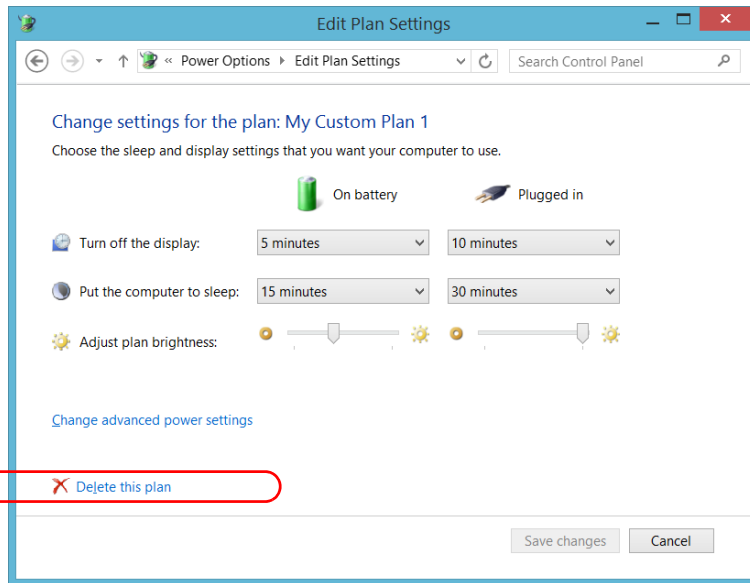 Edit Plan Settings
« Power Options Edit Plan Settings Search Control Panel
Change settings for the plan: My Custom Plan 1
Choose the sleep and display settings that you want your computer to use.
On battery Plugged in
Turn off the display: 5 minutes 10 minutes
Put the computer to sleep: 15 minutes 30 minutes
Adjust plan brightness:
Change advanced power settings
Delete this plan
Save changes Cancel